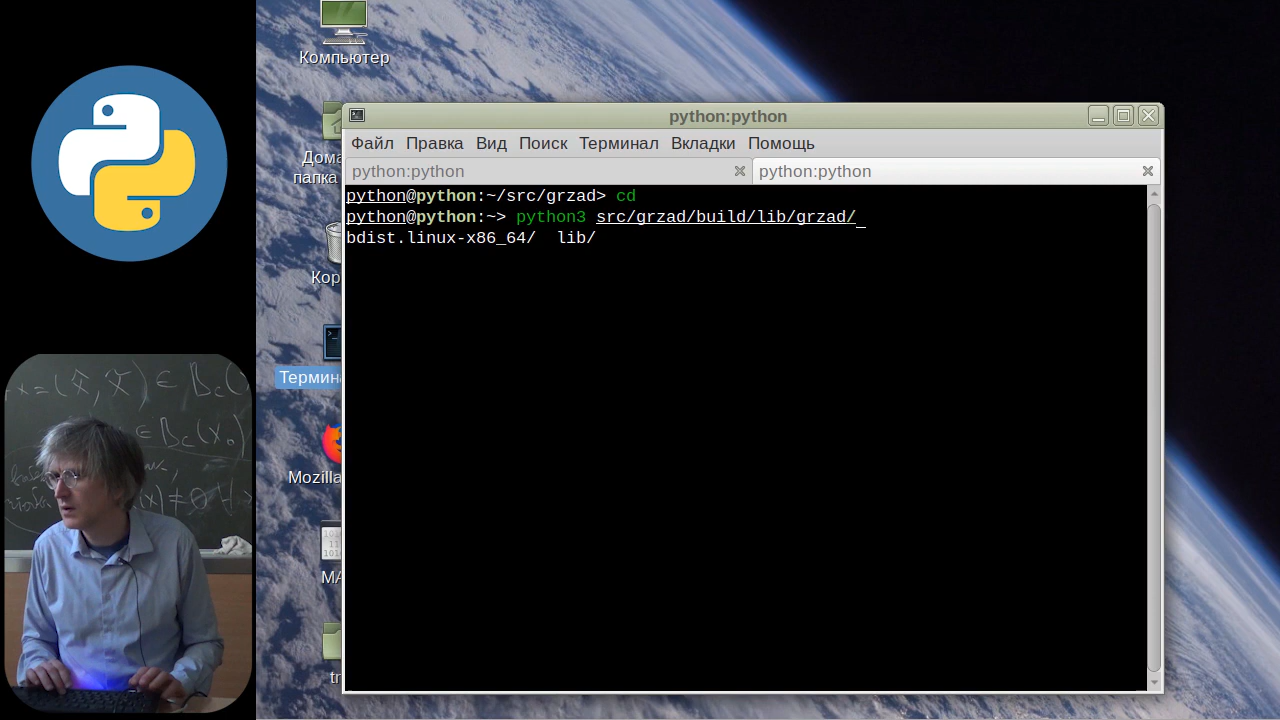 Компьютер
python:python
Файл Правка Вид Поиск Терминал Вкладки Помощь
python:python
python:python
python@python:~/src/grzad> cd
python@python:~> python3 src/grzad/build/lib/grzad/_
bdist.linux-x86_64/  lib/
папка
Mozilla